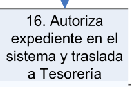 16. Autoriza
expediente en el
sistema y traslada
a Tesorería